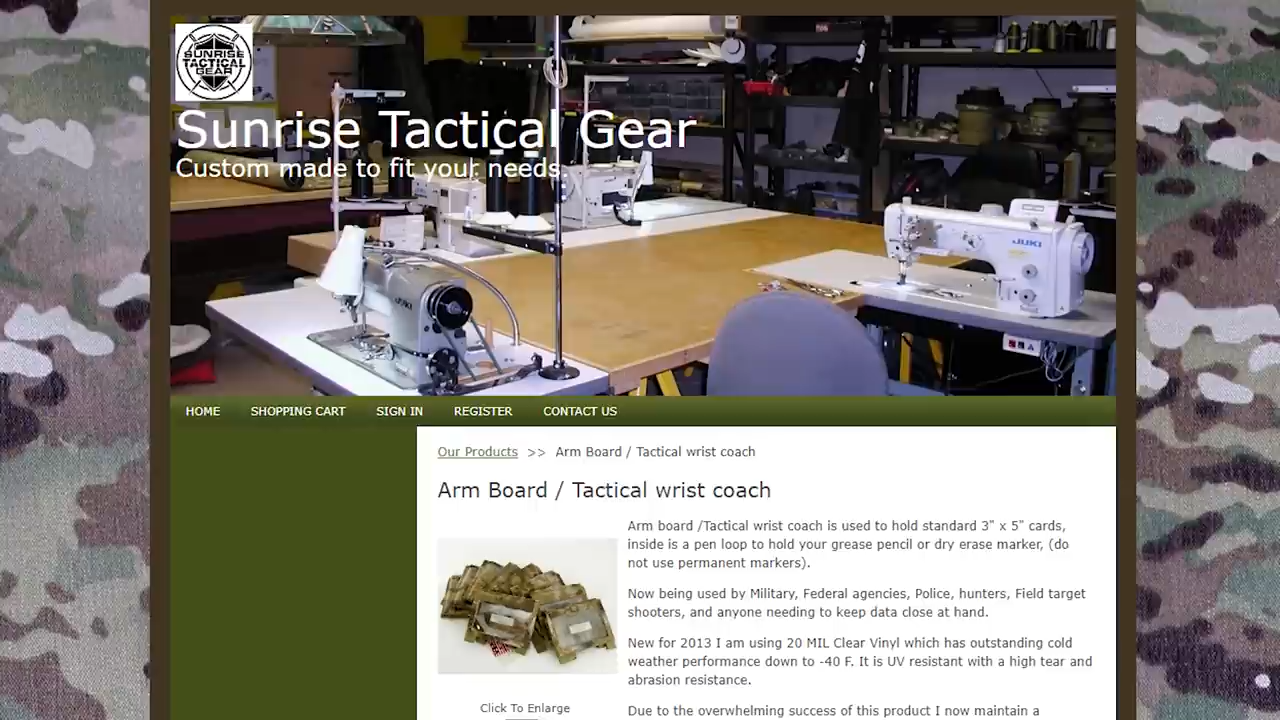 SUNRISE
TACTICAL
GEAR
Sunrise Tactical Gear
Custom made to fit your needs.
JUKI
JUKI
HOME SHOPPING CART SIGN IN REGISTER CONTACT US
Our Products >> Arm Board / Tactical wrist coach
Arm Board / Tactical wrist coach
Arm board /Tactical wrist coach is used to hold standard 3" x 5" cards,
inside is a pen loop to hold your grease pencil or dry erase marker, (do
not use permanent markers).
Now being used by Military, Federal agencies, Police, hunters, Field target
shooters, and anyone needing to keep data close at hand.
New for 2013 I am using 20 MIL Clear Vinyl which has outstanding cold
weather performance down to -40 F. It is UV resistant with a high tear and
abrasion resistance.
Click To Enlarge
Due to the overwhelming success of this product I now maintain a